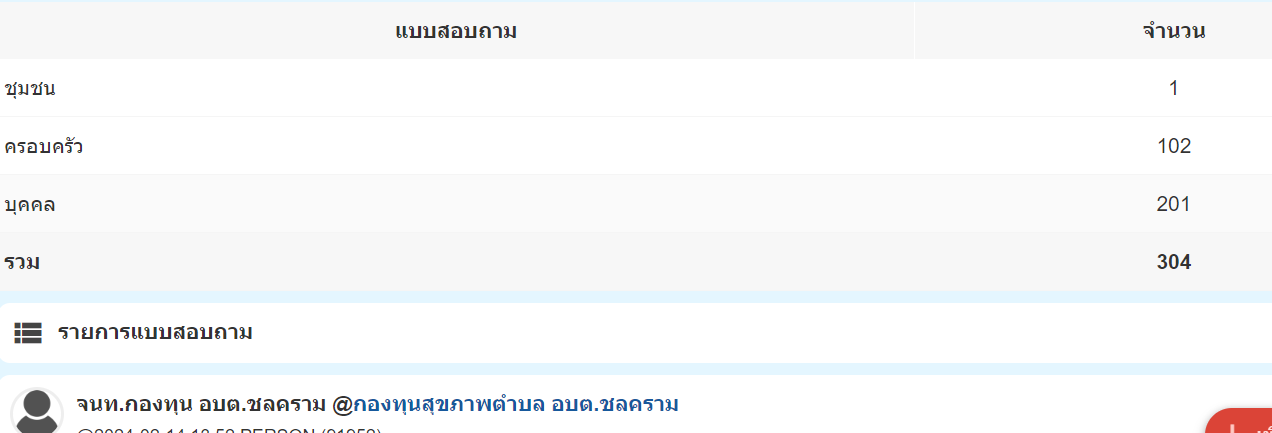 แบบสอบถาม จำนวน
ชุมชน 1
ครอบครัว 102
บุคคล 201
รวม 304
รายการแบบสอบถาม
จนท.กองทุน อบต.ชลคราม @กองทุนสุขภาพตำบล อบต.ชลคราม